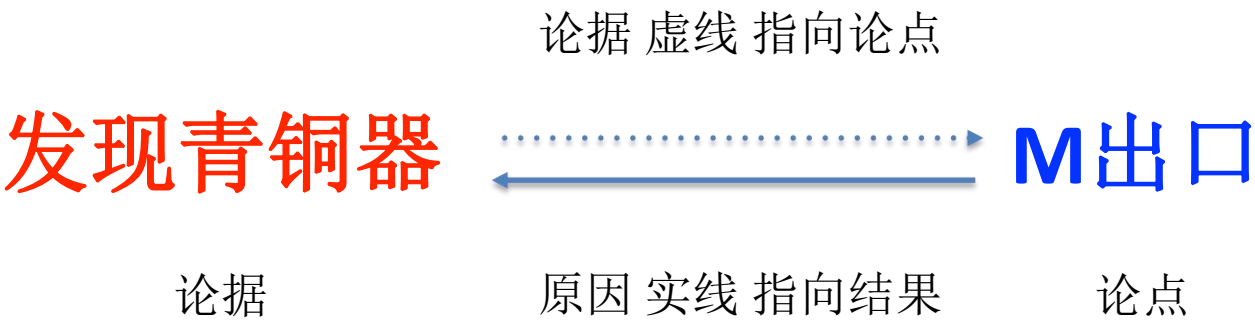 论据 虚线 指向论点
发现青铜器
M出口
论据
原因 实线 指向结果
论点